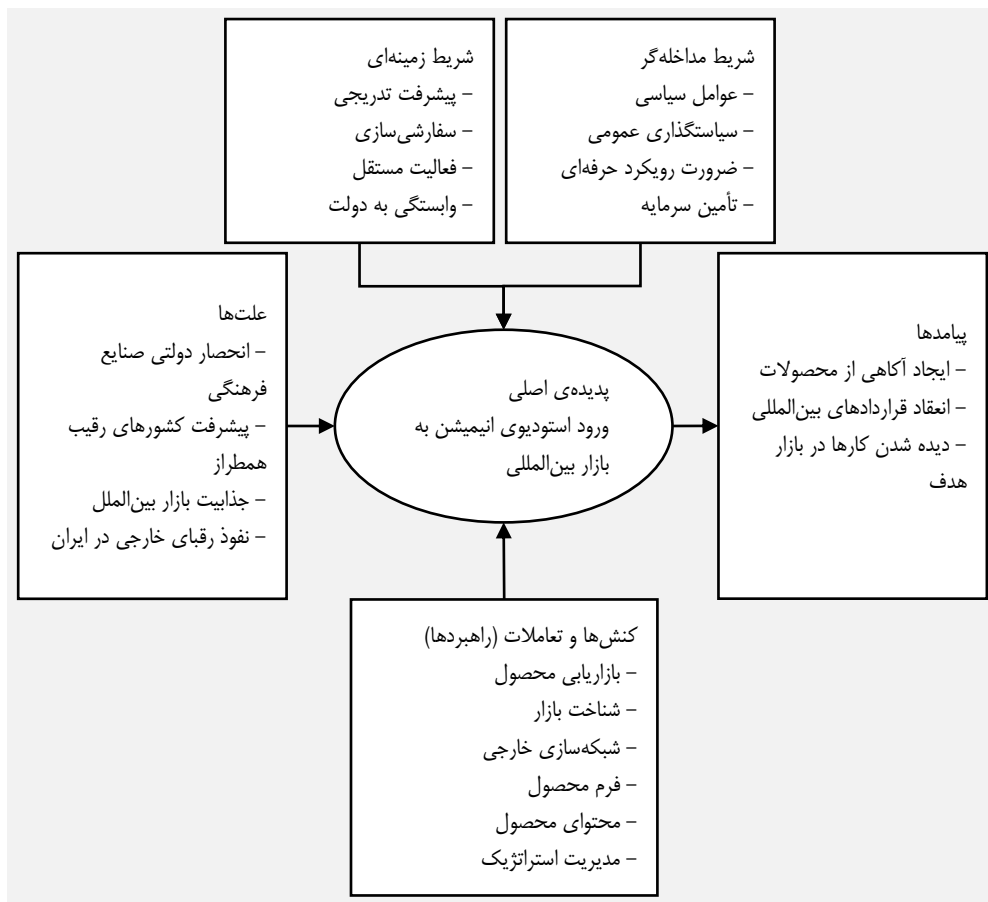 شریط مداخله‌گر
– عوامل سیاسی
– سیاستگذاری عمومی
– ضرورت رویکرد حرفه‌ای
– تأمین سرمایه
شریط زمینه‌ای
– پیشرفت تدریجی
– سفارشی‌سازی
– فعالیت مستقل
– وابستگی به دولت
علت‌ها
– انحصار دولتی صنایع
فرهنگی
– پیشرفت کشورهای رقیب
همطراز
– جذابیت بازار بین‌الملل
– نفوذ رقبای خارجی در ایران
پدیده‌ی اصلی
ورود استودیوی انیمیشن به
بازار بین‌المللی
پیامدها
– ایجاد آکاهی از محصولات
– انعقاد قراردادهای بین‌المللی
– دیده شدن کارها در بازار
هدف
کنش‌ها و تعاملات (راهبردها)
– بازاریابی محصول
– شناخت بازار
– شبکه‌سازی خارجی
– فرم محصول
– محتوای محصول
– مدیریت استراتژیک